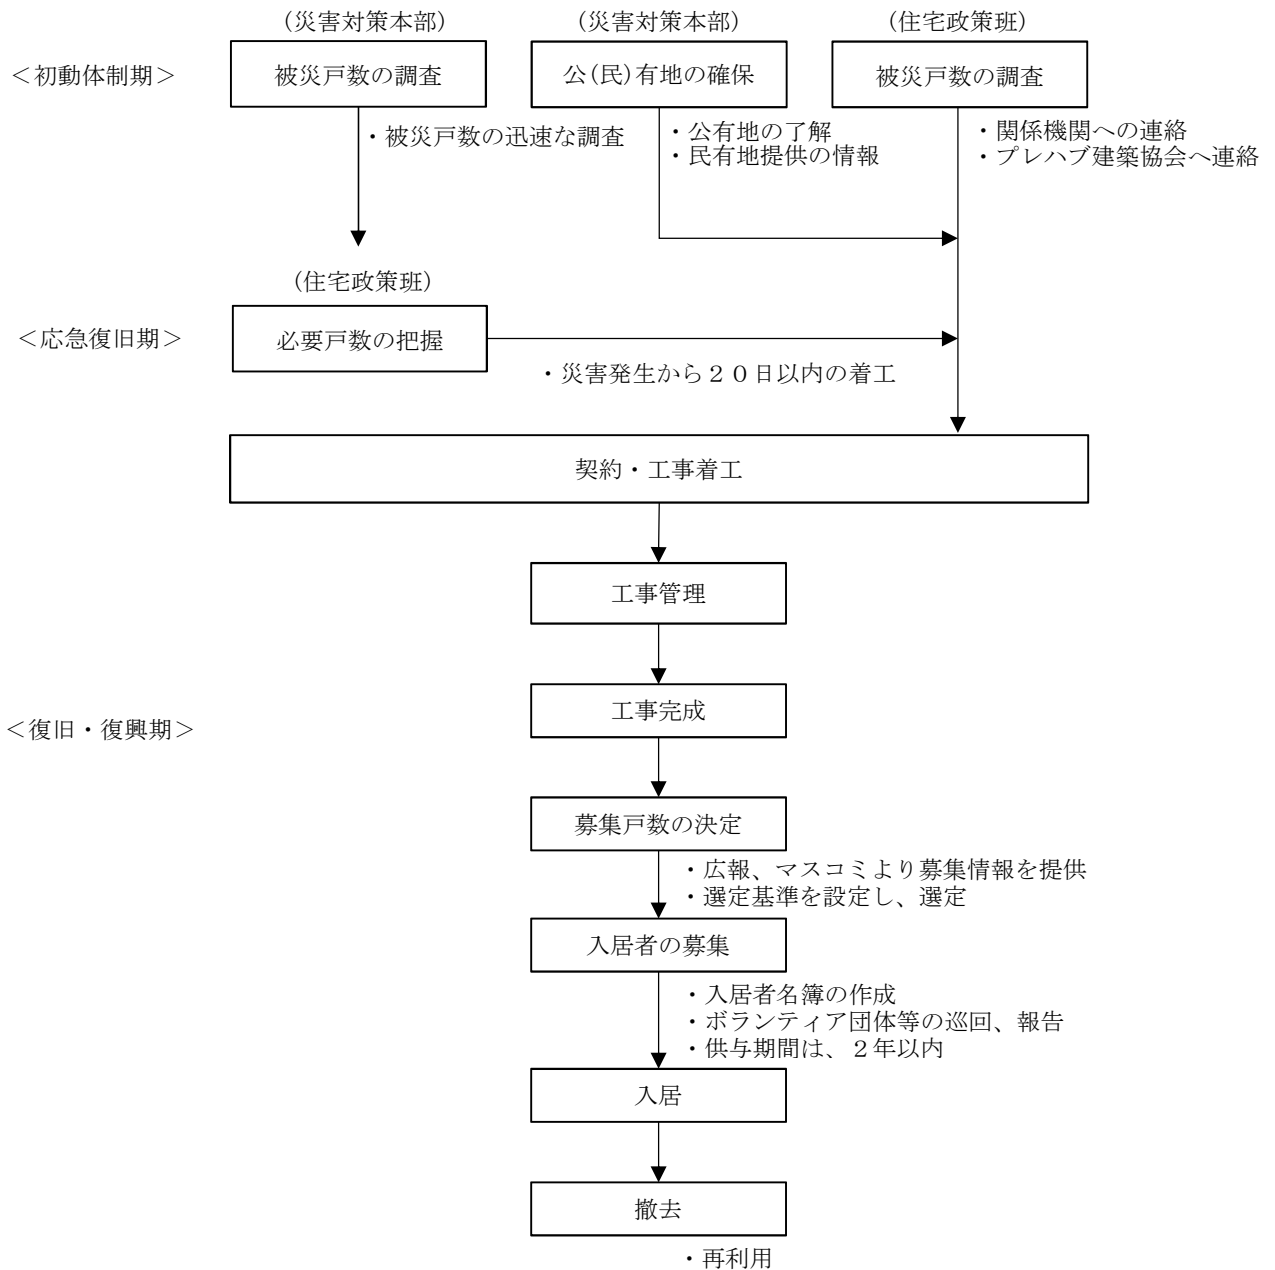 (災害対策本部)
(災害対策本部)
(住宅政策班)
＜初動体制期＞
被災戸数の調査
公(民)有地の確保
被災戸数の調査
・被災戸数の迅速な調査
・公有地の了解
・民有地提供の情報
・関係機関への連絡
・プレハブ建築協会へ連絡
(住宅政策班)
＜応急復旧期＞
必要戸数の把握
・災害発生から２０日以内の着工
契約・工事着工
工事管理
工事完成
＜復旧・復興期＞
募集戸数の決定
・広報、マスコミより募集情報を提供
・選定基準を設定し、選定
入居者の募集
・入居者名簿の作成
・ボランティア団体等の巡回、報告
・供与期間は、２年以内
入居
撤去
・再利用